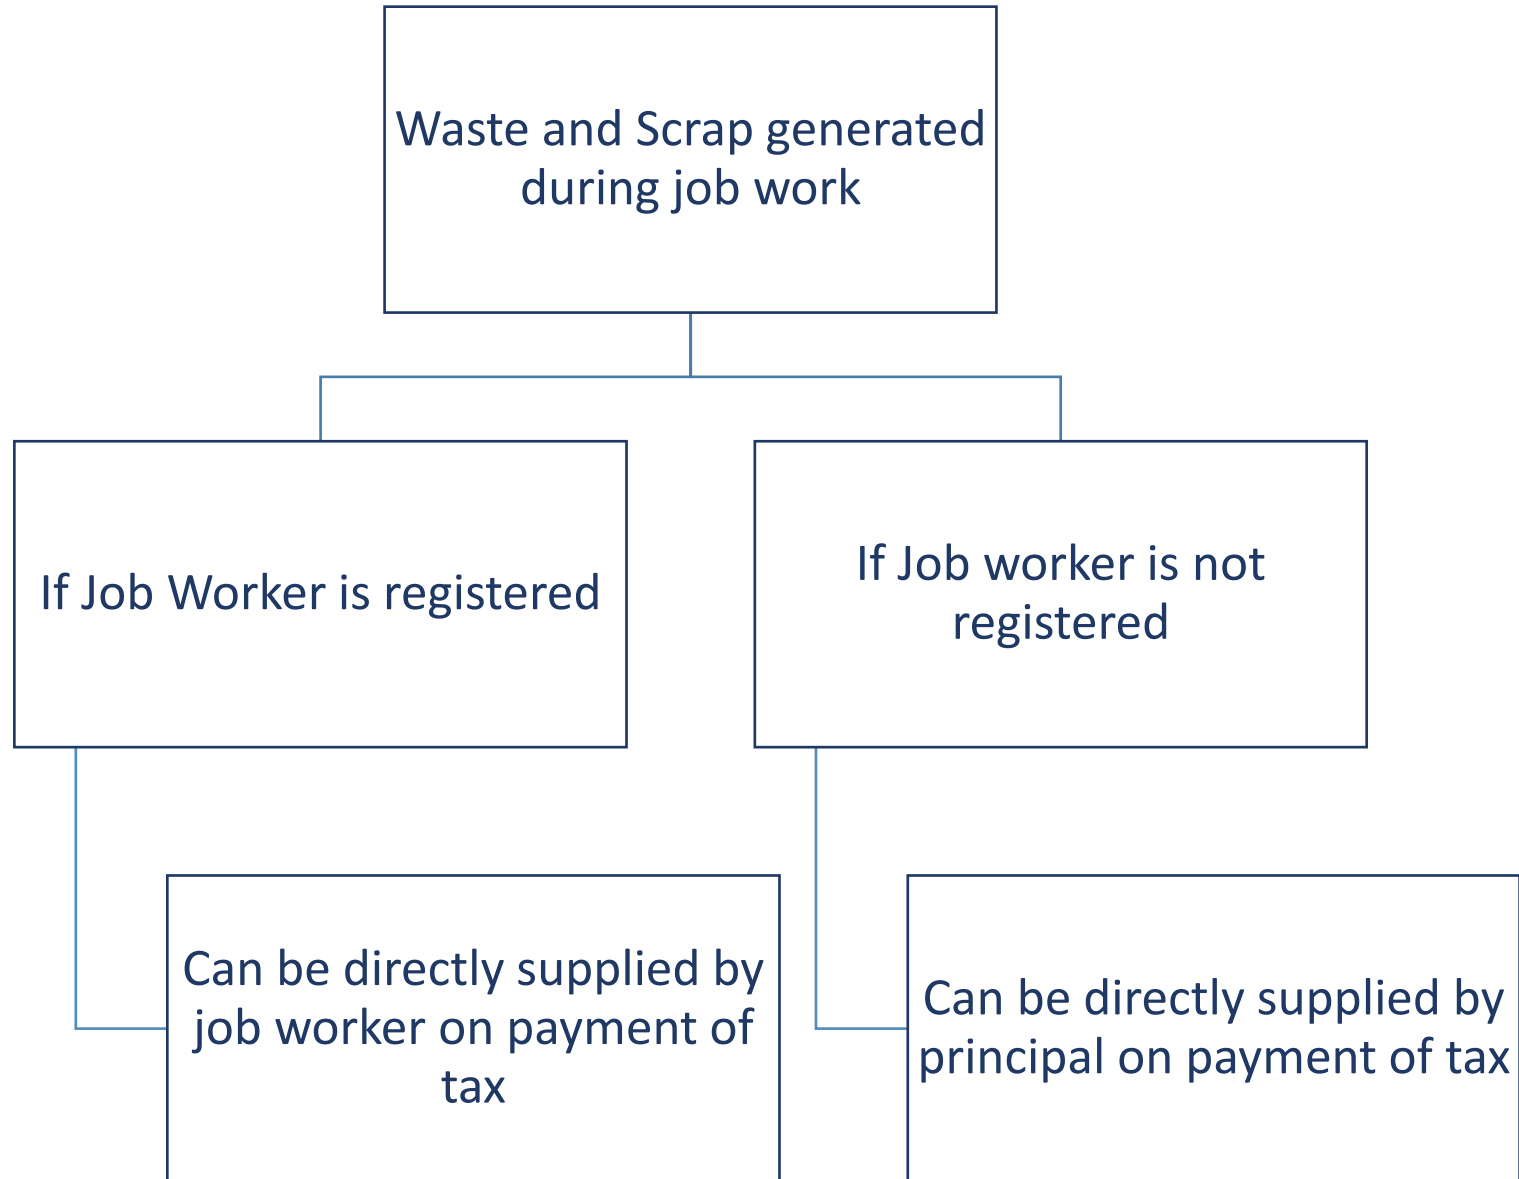 Waste and Scrap generated
during job work
If Job Worker is registered
If Job worker is not
registered
Can be directly supplied by
job worker on payment of
tax
Can be directly supplied by
principal on payment of tax